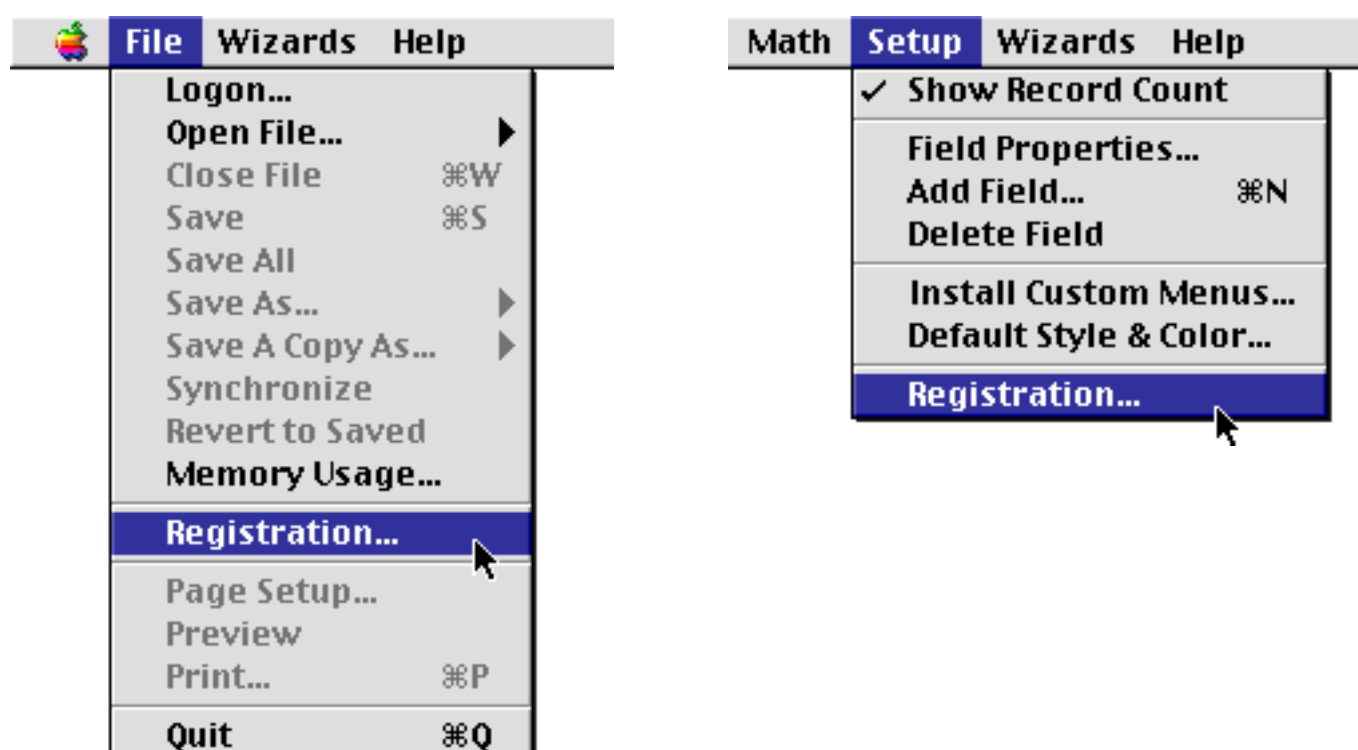 File Wizards Help
Logon...
Open File...
Close File ⌘W
Save ⌘S
Save All
Save As...
Save A Copy As...
Synchronize
Revert to Saved
Memory Usage...
Registration...
Page Setup...
Preview
Print... ⌘P
Quit ⌘Q
Math Setup Wizards Help
✓ Show Record Count
Field Properties...
Add Field... ⌘N
Delete Field
Install Custom Menus...
Default Style & Color...
Registration...